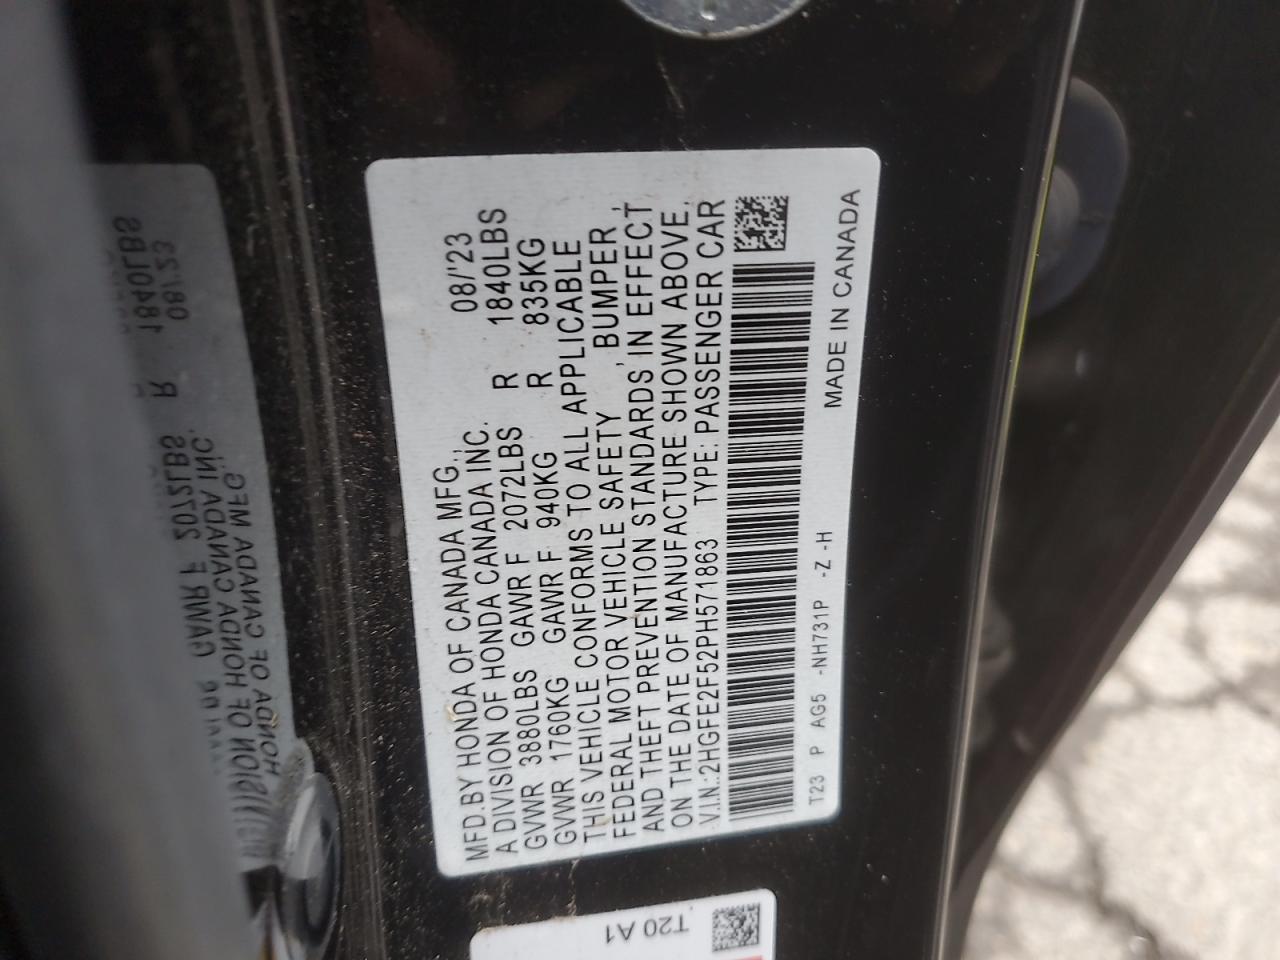 MFD.BY HONDA OF CANADA MFG., 08/'23
A DIVISION OF HONDA CANADA INC.
GVWR 3880LBS GAWR F 2072LBS R 1840LBS
GVWR 1760KG GAWR F 940KG R 835KG
THIS VEHICLE CONFORMS TO ALL APPLICABLE
FEDERAL MOTOR VEHICLE SAFETY , BUMPER ,
AND THEFT PREVENTION STANDARDS, IN EFFECT
ON THE DATE OF MANUFACTURE SHOWN ABOVE.
V.I.N.:2HGFE2F52PH571863 TYPE: PASSENGER CAR
T23 P AG5 -NH731P -Z -H MADE IN CANADA
T20 A1